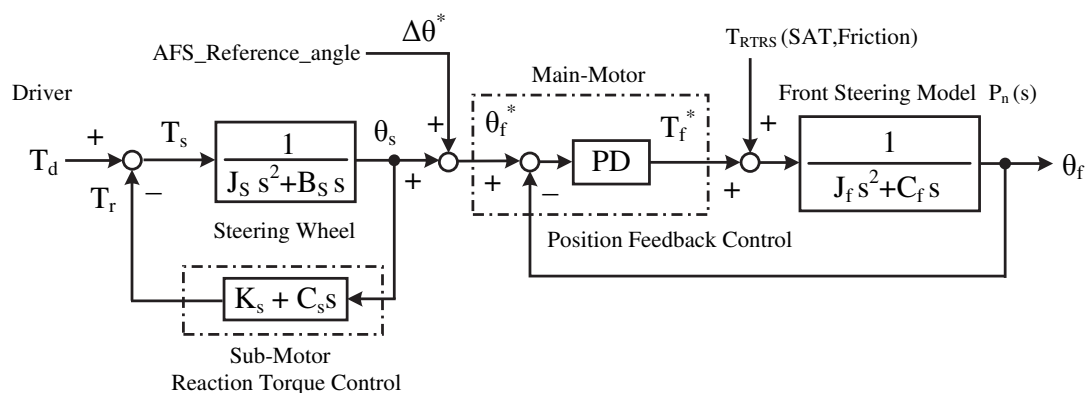 Δθ*
AFS_Reference_angle
T_RTRS (SAT,Friction)
Main-Motor
Driver
Front Steering Model P_n (s)
+
T_s
θ_s
+
θ_f*
T_f*
+
T_d
1
J_S s²+B_S s
+
+
PD
+
1
J_f s²+C_f s
θ_f
−
T_r
−
Steering Wheel
Position Feedback Control
K_s + C_s s
Sub-Motor
Reaction Torque Control